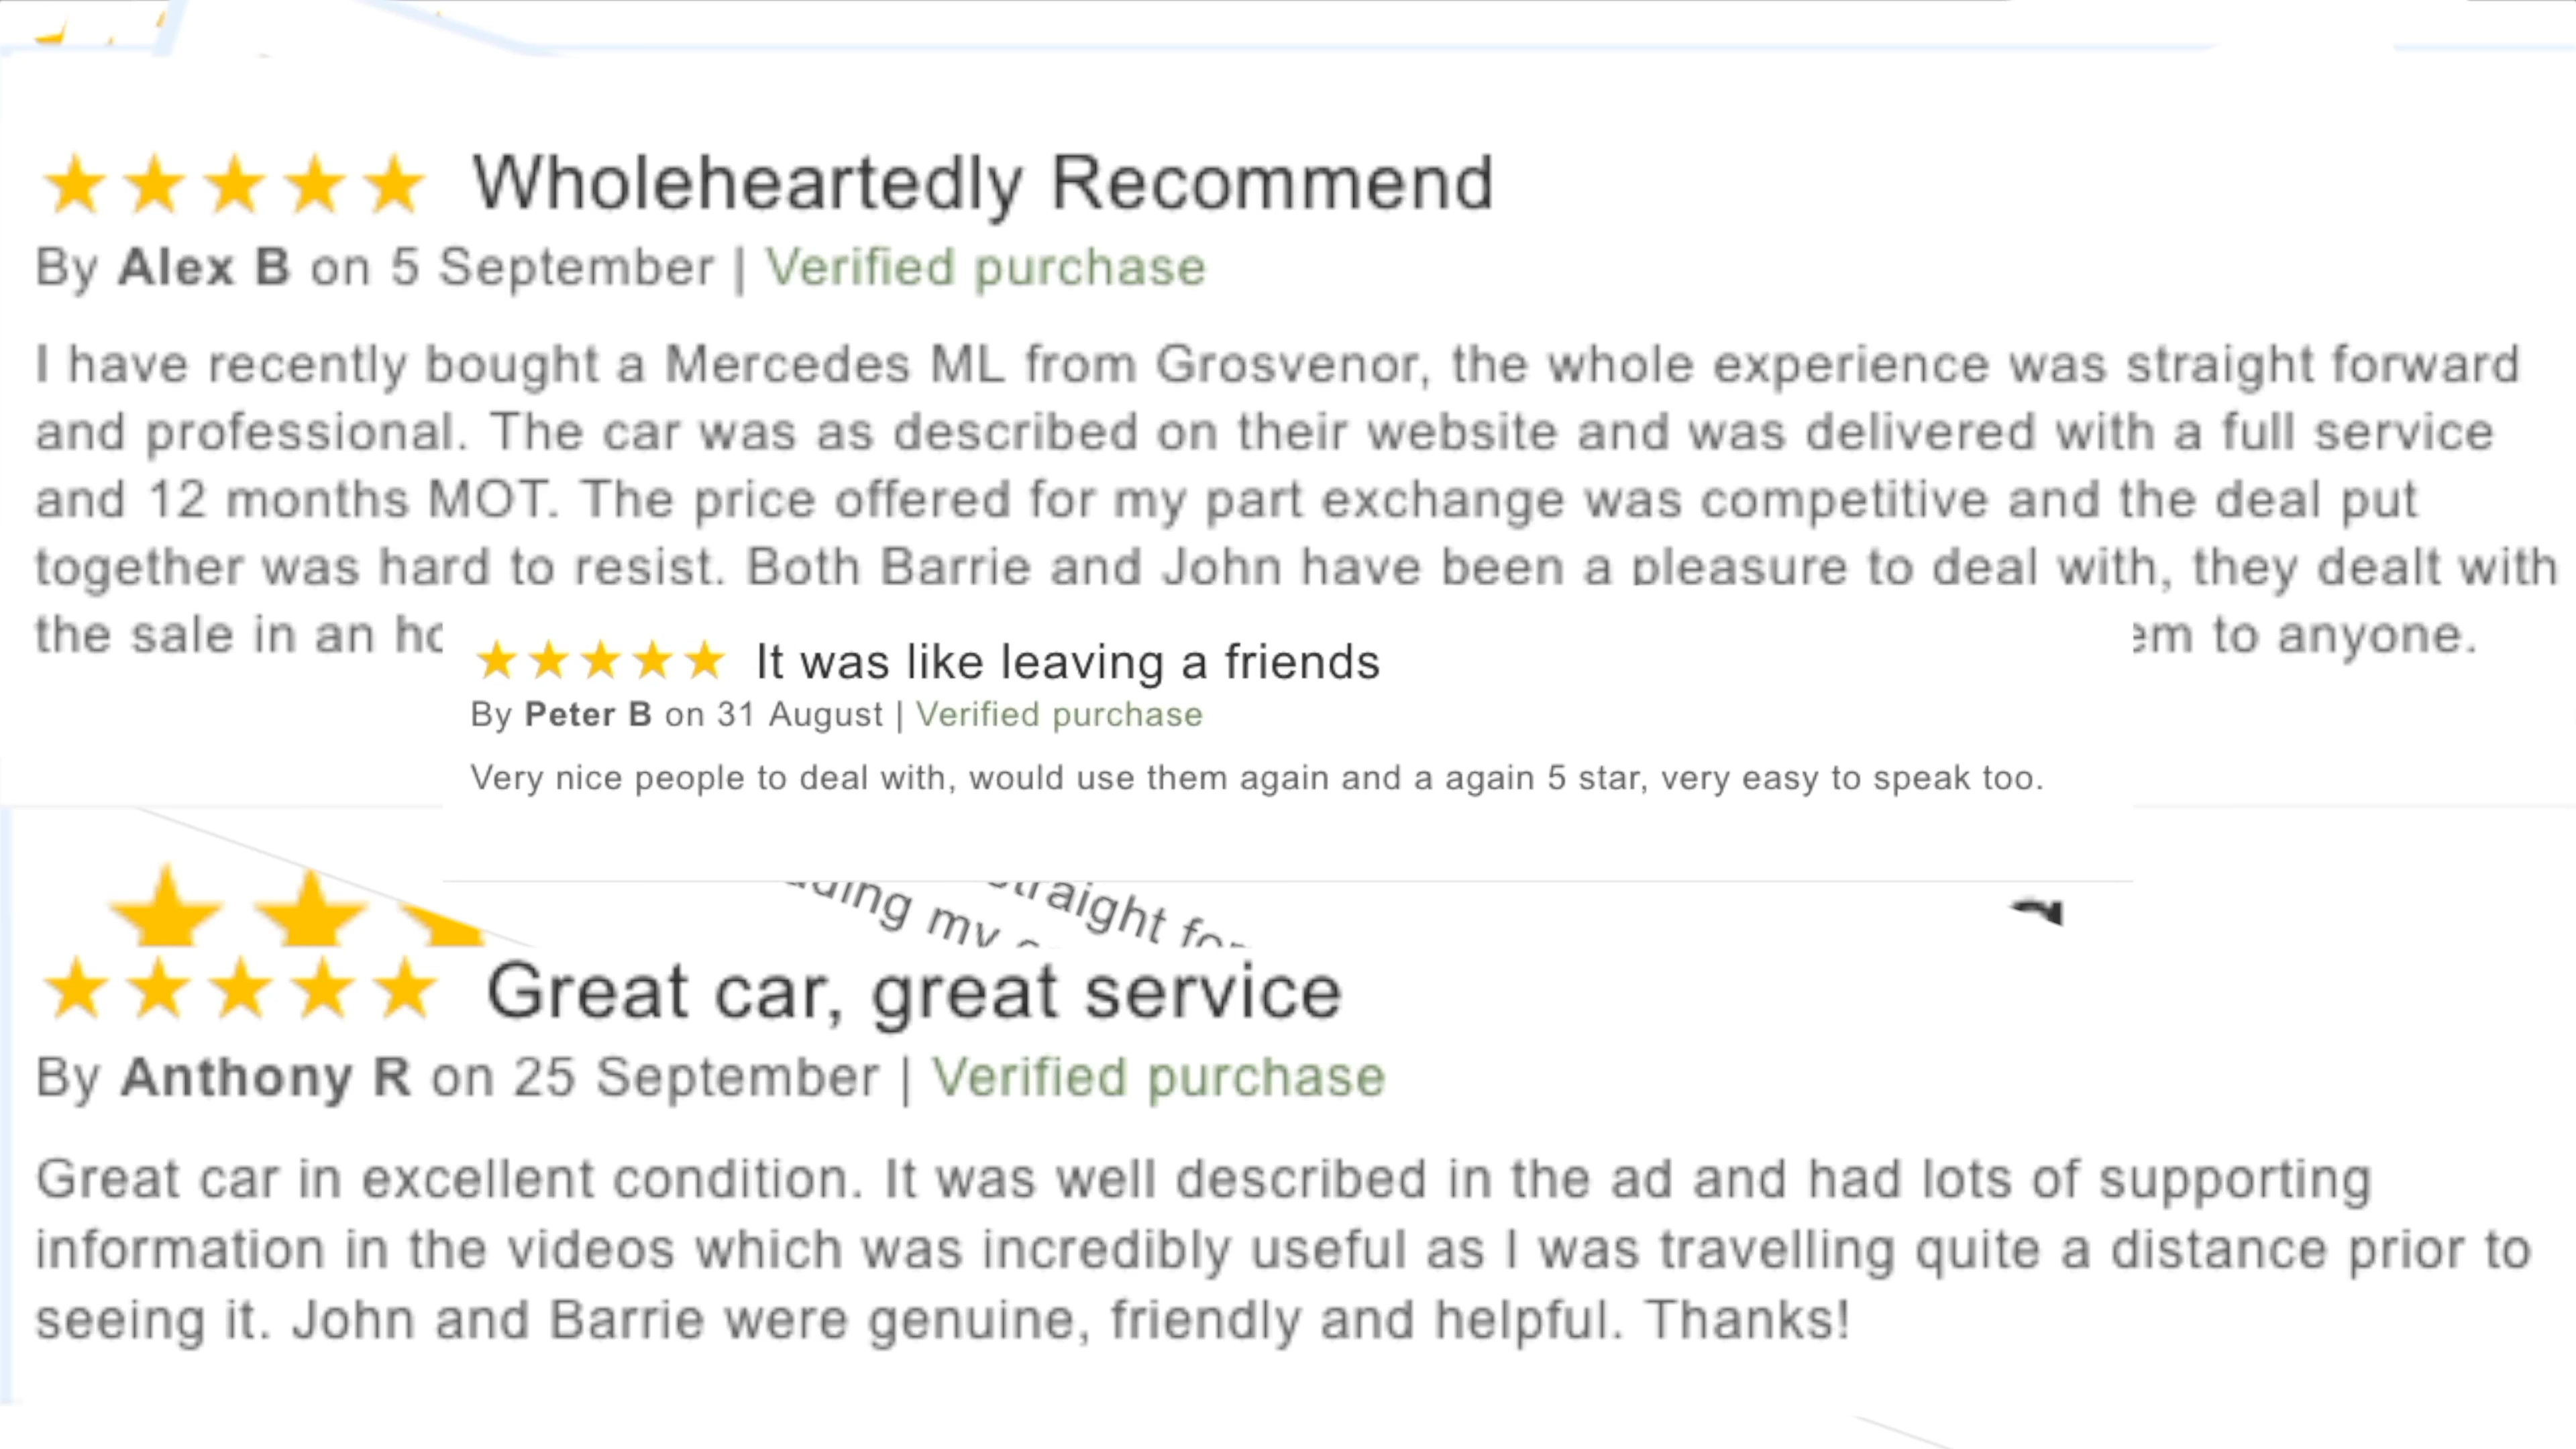 Wholeheartedly Recommend
By Alex B on 5 September | Verified purchase
I have recently bought a Mercedes ML from Grosvenor, the whole experience was straight forward
and professional. The car was as described on their website and was delivered with a full service
and 12 months MOT. The price offered for my part exchange was competitive and the deal put
together was hard to resist. Both Barrie and John have been a pleasure to deal with, they dealt with
the sale in an to anyone.
It was like leaving a friends
By Peter B on 31 August | Verified purchase
Very nice people to deal with, would use them again and a again 5 star, very easy to speak too.
my
straight
Great car, great service
By Anthony R on 25 September | Verified purchase
Great car in excellent condition. It was well described in the ad and had lots of supporting
information in the videos which was incredibly useful as I was travelling quite a distance prior to
seeing it. John and Barrie were genuine, friendly and helpful. Thanks!